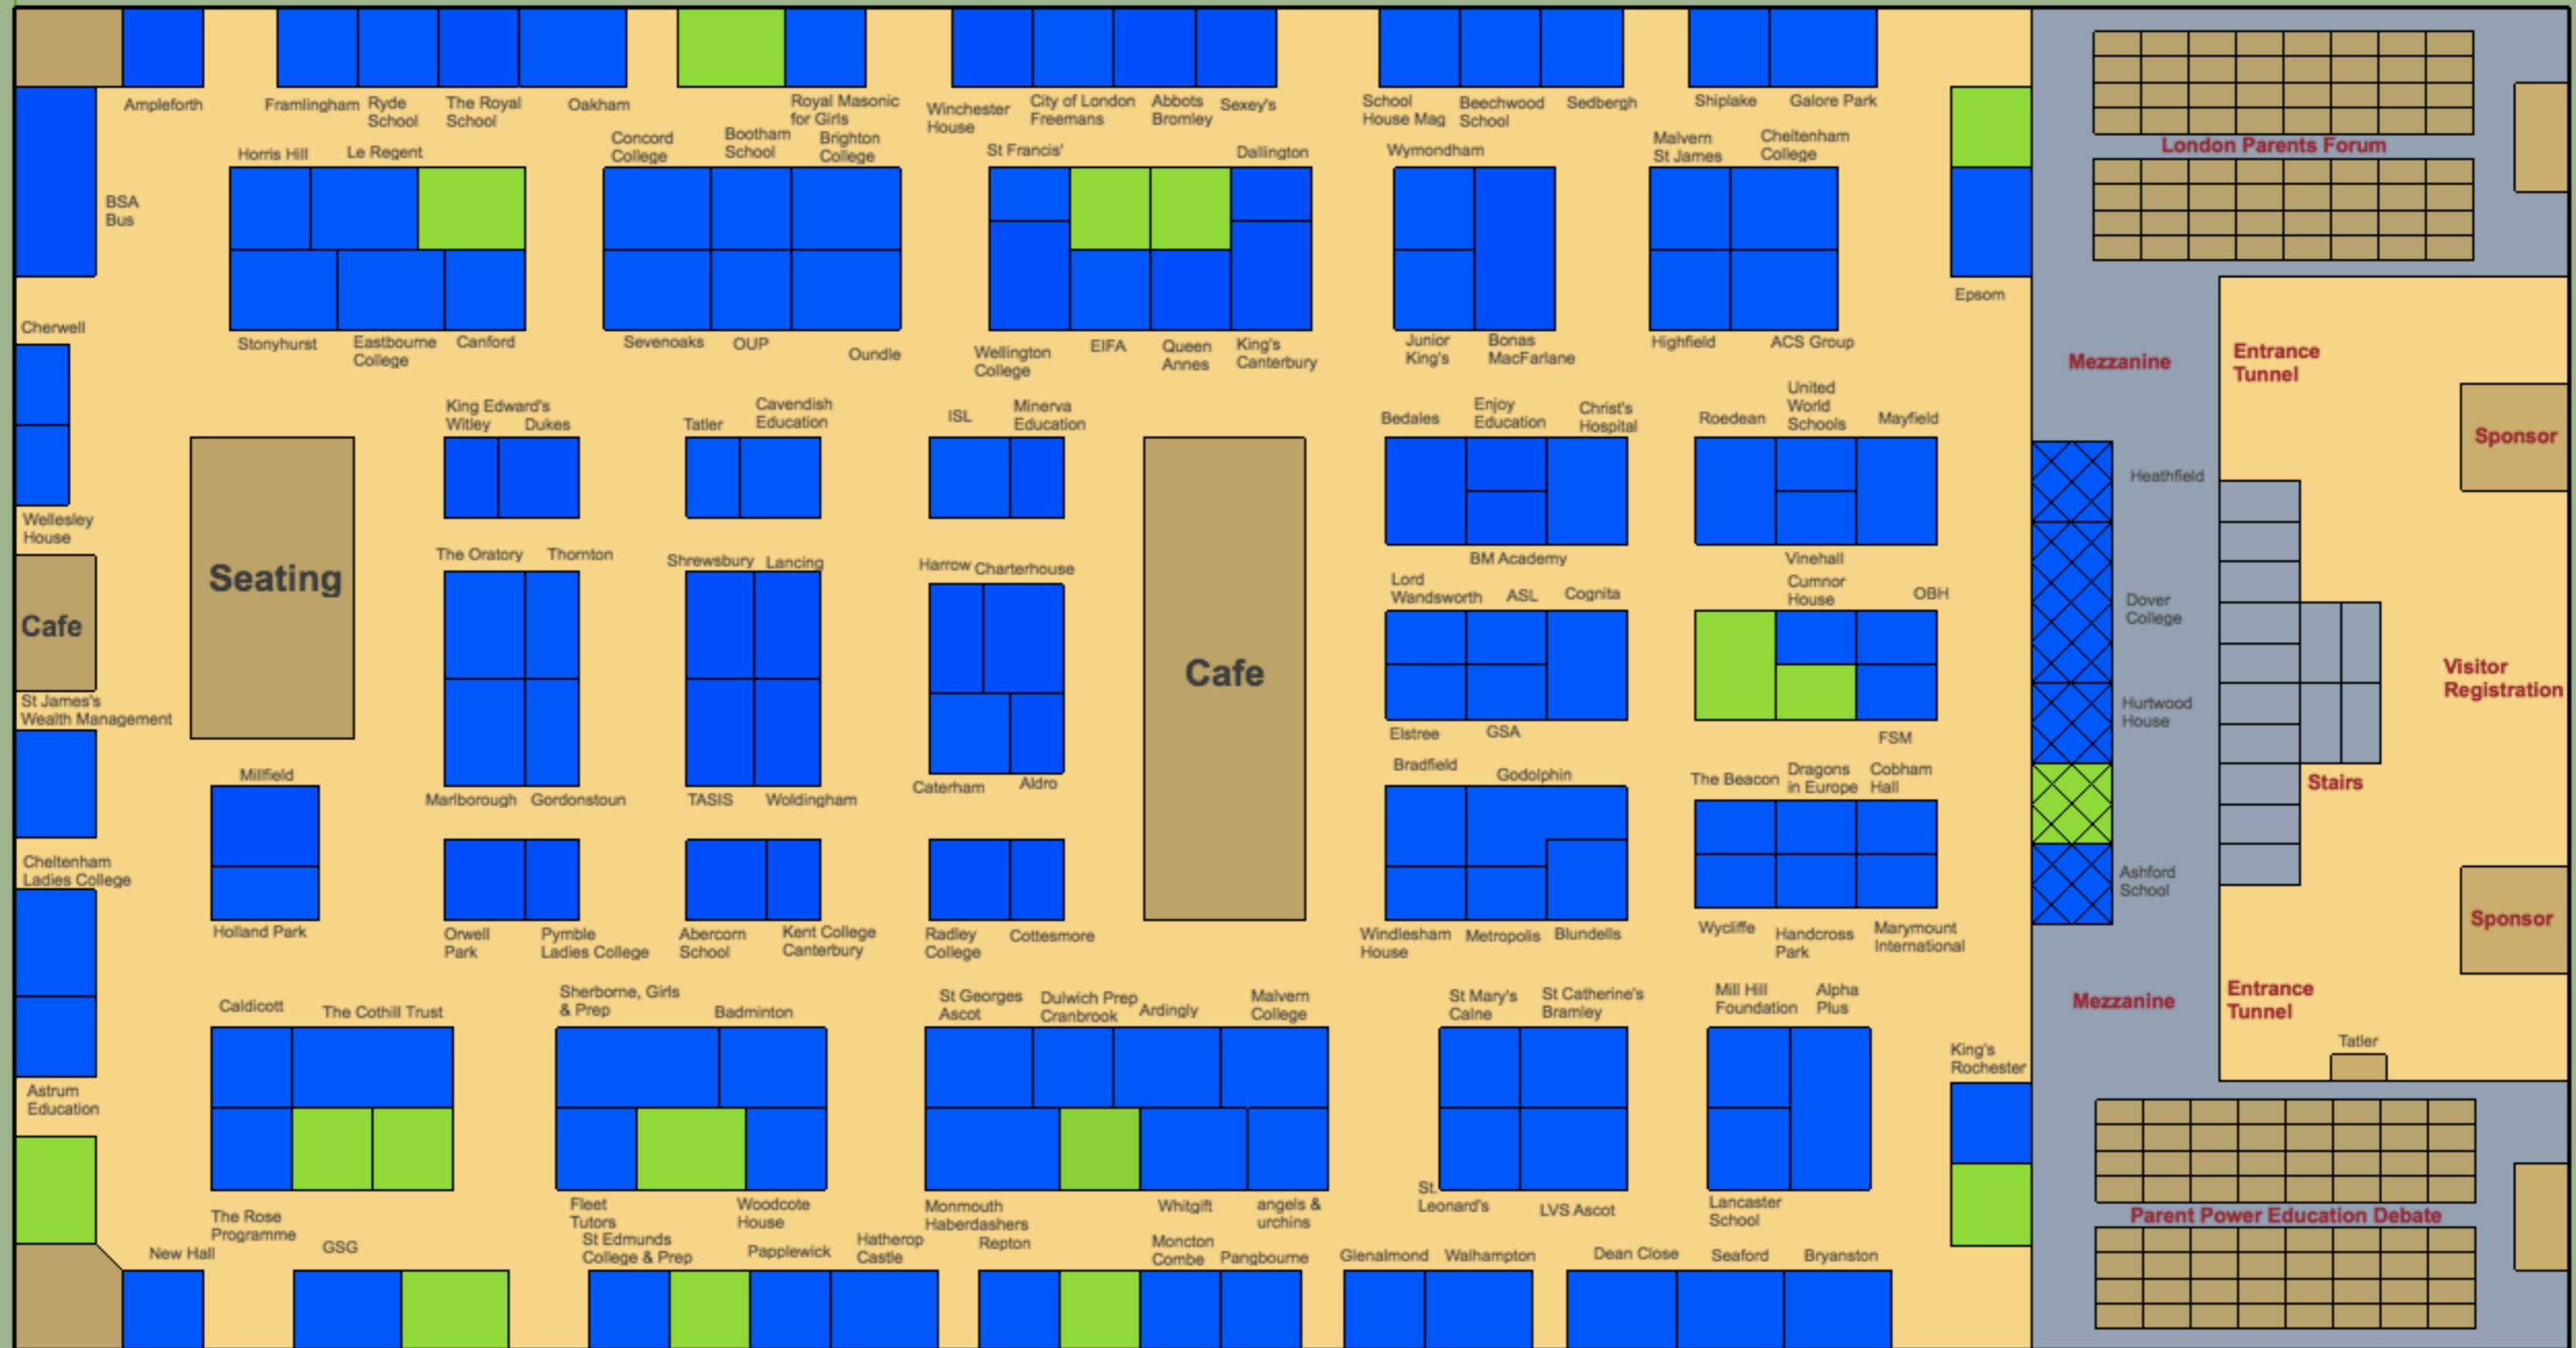 Ampleforth
Framlingham
Ryde
School
The Royal
School
Oakham
Royal Masonic
for Girls
Winchester
House
City of London
Freemans
Abbots
Bromley
Sexey's
School
House Mag
Beechwood
School
Sedbergh
Shiplake
Galore Park
London Parents Forum
Horris Hill
Le Regent
Concord
College
Bootham
School
Brighton
College
St Francis'
Dallington
Wymondham
Malvern
St James
Cheltenham
College
BSA
Bus
Epsom
Cherwell
Stonyhurst
Eastbourne
College
Canford
Sevenoaks
OUP
Oundle
Wellington
College
EIFA
Queen
Annes
King's
Canterbury
Junior
King's
Bonas
MacFarlane
Highfield
ACS Group
Mezzanine
Entrance
Tunnel
King Edward's
Witley
Dukes
Tatler
Cavendish
Education
ISL
Minerva
Education
Bedales
Enjoy
Education
Christ's
Hospital
Roedean
United
World
Schools
Mayfield
Sponsor
Heathfield
Wellesley
House
The Oratory
Thornton
Shrewsbury
Lancing
Harrow
Charterhouse
BM Academy
Vinehall
Seating
Cafe
Lord
Wandsworth
ASL
Cognita
Cumnor
House
OBH
Dover
College
Cafe
Visitor
Registration
St James's
Wealth Management
Hurtwood
House
Elstree
GSA
FSM
Millfield
Marlborough
Gordonstoun
TASIS
Woldingham
Caterham
Aldro
Bradfield
Godolphin
The Beacon
Dragons
in Europe
Cobham
Hall
Stairs
Cheltenham
Ladies College
Ashford
School
Holland Park
Orwell
Park
Pymble
Ladies College
Abercorn
School
Kent College
Canterbury
Radley
College
Cottesmore
Windlesham
House
Metropolis
Blundells
Wycliffe
Handcross
Park
Marymount
International
Sponsor
Caldicott
The Cothill Trust
Sherborne, Girls
& Prep
Badminton
St Georges
Ascot
Dulwich Prep
Cranbrook
Ardingly
Malvern
College
St Mary's
Calne
St Catherine's
Bramley
Mill Hill
Foundation
Alpha
Plus
Mezzanine
Entrance
Tunnel
Tatler
King's
Rochester
Astrum
Education
The Rose
Programme
Fleet
Tutors
Woodcote
House
Monmouth
Haberdashers
Whitgift
angels &
urchins
St.
Leonard's
LVS Ascot
Lancaster
School
Parent Power Education Debate
New Hall
GSG
St Edmunds
College & Prep
Papplewick
Hatherop
Castle
Repton
Moncton
Combe
Pangbourne
Glenalmond
Walhampton
Dean Close
Seaford
Bryanston